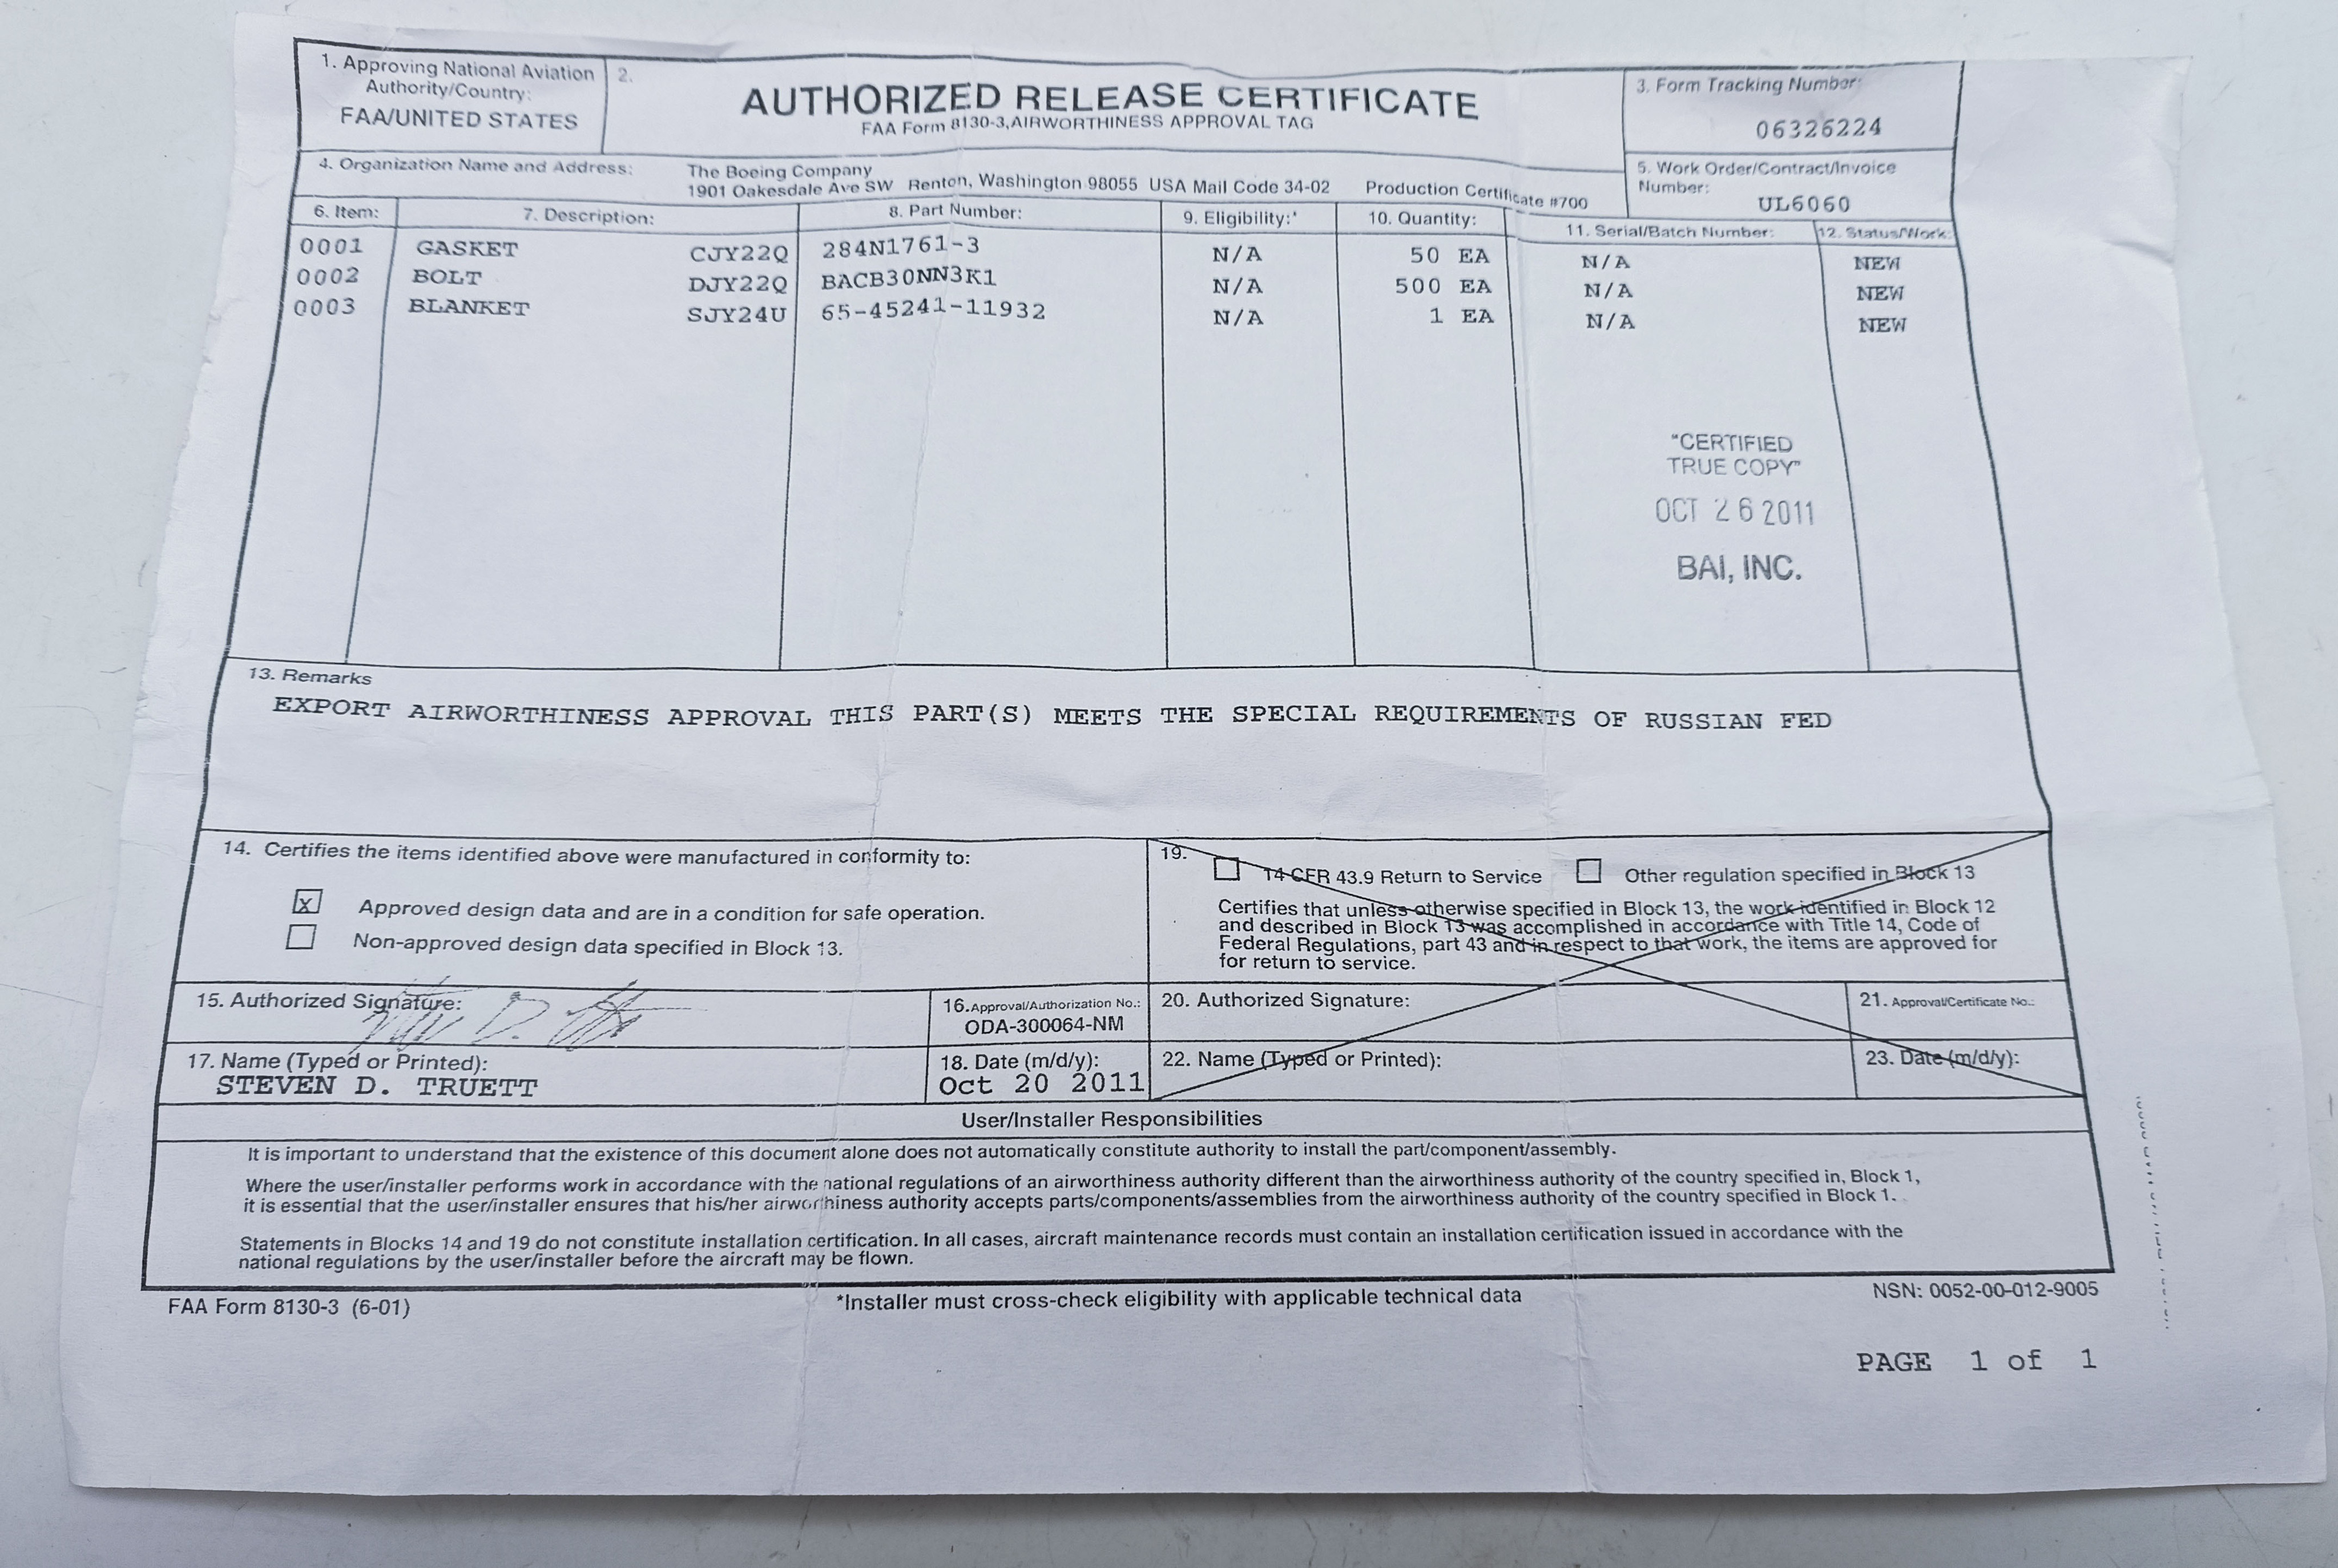 1. Approving National Aviation
Authority/Country:
FAA/UNITED STATES
2.
AUTHORIZED RELEASE CERTIFICATE
FAA Form 8130-3,AIRWORTHINESS APPROVAL TAG
3. Form Tracking Number:
06326224
4. Organization Name and Address:
The Boeing Company
1901 Oakesdale Ave SW Renton, Washington 98055 USA Mail Code 34-02 Production Certificate #700
5. Work Order/Contract/Invoice
Number:
UL6060
6. Item: 7. Description: 8. Part Number: 9. Eligibility:* 10. Quantity: 11. Serial/Batch Number: 12. Status/Work:
0001 GASKET CJY22Q 284N1761-3 N/A 50 EA N/A NEW
0002 BOLT DJY22Q BACB30NN3K1 N/A 500 EA N/A NEW
0003 BLANKET SJY24U 65-45241-11932 N/A 1 EA N/A NEW
"CERTIFIED
TRUE COPY"
OCT 26 2011
BAI, INC.
13. Remarks
EXPORT AIRWORTHINESS APPROVAL THIS PART(S) MEETS THE SPECIAL REQUIREMENTS OF RUSSIAN FED
14. Certifies the items identified above were manufactured in conformity to:
x Approved design data and are in a condition for safe operation.
Non-approved design data specified in Block 13.
19.
14 CFR 43.9 Return to Service Other regulation specified in Block 13
Certifies that unless otherwise specified in Block 13, the work identified in Block 12
and described in Block 13 was accomplished in accordance with Title 14, Code of
Federal Regulations, part 43 and in respect to that work, the items are approved for
for return to service.
15. Authorized Signature:
16. Approval/Authorization No.:
ODA-300064-NM
20. Authorized Signature:
21. Approval/Certificate No.:
17. Name (Typed or Printed):
STEVEN D. TRUETT
18. Date (m/d/y):
Oct 20 2011
22. Name (Typed or Printed):
23. Date (m/d/y):
User/Installer Responsibilities
It is important to understand that the existence of this document alone does not automatically constitute authority to install the part/component/assembly.
Where the user/installer performs work in accordance with the national regulations of an airworthiness authority different than the airworthiness authority of the country specified in, Block 1,
it is essential that the user/installer ensures that his/her airworthiness authority accepts parts/components/assemblies from the airworthiness authority of the country specified in Block 1.
Statements in Blocks 14 and 19 do not constitute installation certification. In all cases, aircraft maintenance records must contain an installation certification issued in accordance with the
national regulations by the user/installer before the aircraft may be flown.
FAA Form 8130-3 (6-01)
*Installer must cross-check eligibility with applicable technical data
NSN: 0052-00-012-9005
PAGE 1 of 1